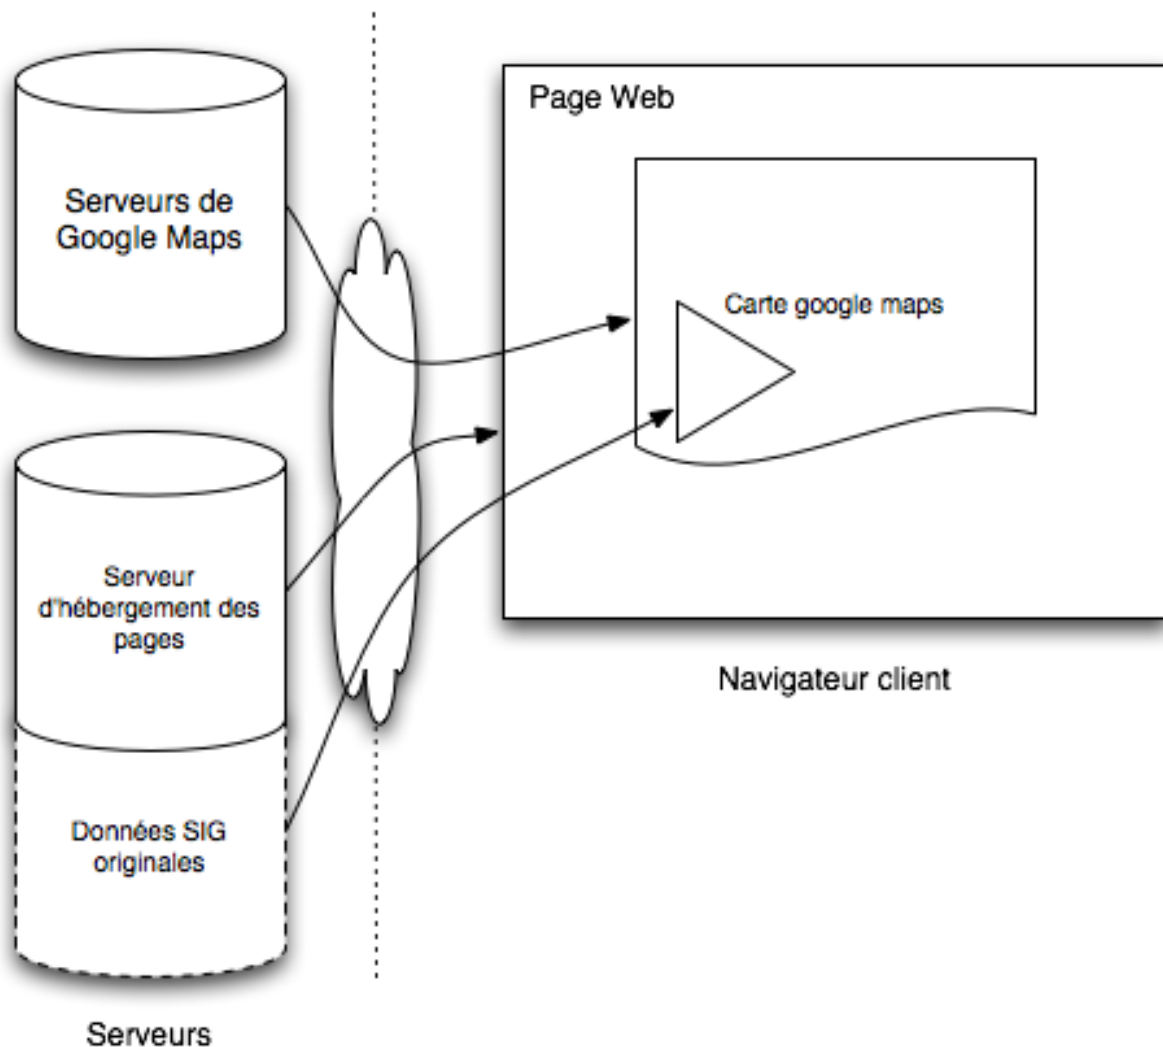 Serveurs de
Google Maps
Page Web
Carte google maps
Serveur
d'hébergement des
pages
Navigateur client
Données SIG
originales
Serveurs